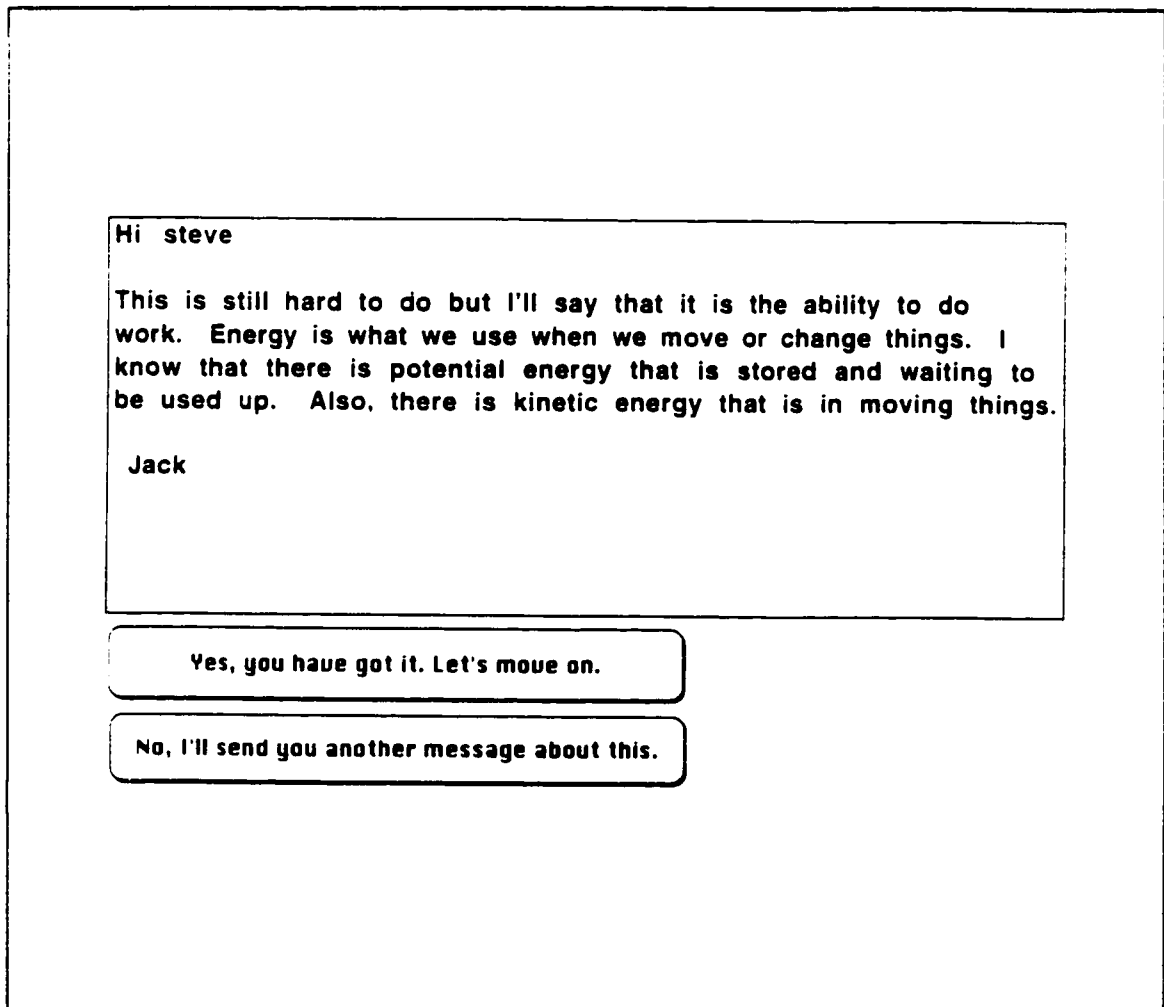 Hi steve
This is still hard to do but I'll say that it is the ability to do
work. Energy is what we use when we move or change things. I
know that there is potential energy that is stored and waiting to
be used up. Also, there is kinetic energy that is in moving things.
Jack
Yes, you have got it. Let's move on.
No, I'll send you another message about this.